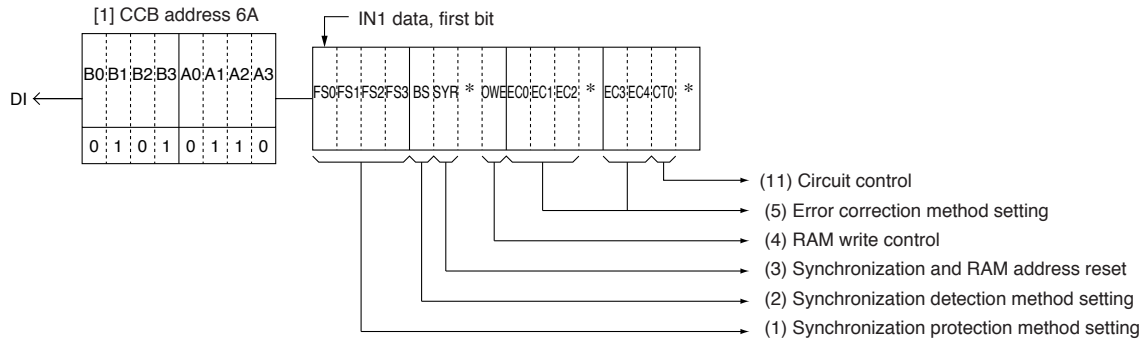 [1] CCB address 6A
IN1 data, first bit
B0 B1 B2 B3 A0 A1 A2 A3
DI
FS0 FS1 FS2 FS3 BS SYR * OWE EC0 EC1 EC2 * EC3 EC4 CT0 *
0 1 0 1 0 1 1 0
(11) Circuit control
(5) Error correction method setting
(4) RAM write control
(3) Synchronization and RAM address reset
(2) Synchronization detection method setting
(1) Synchronization protection method setting